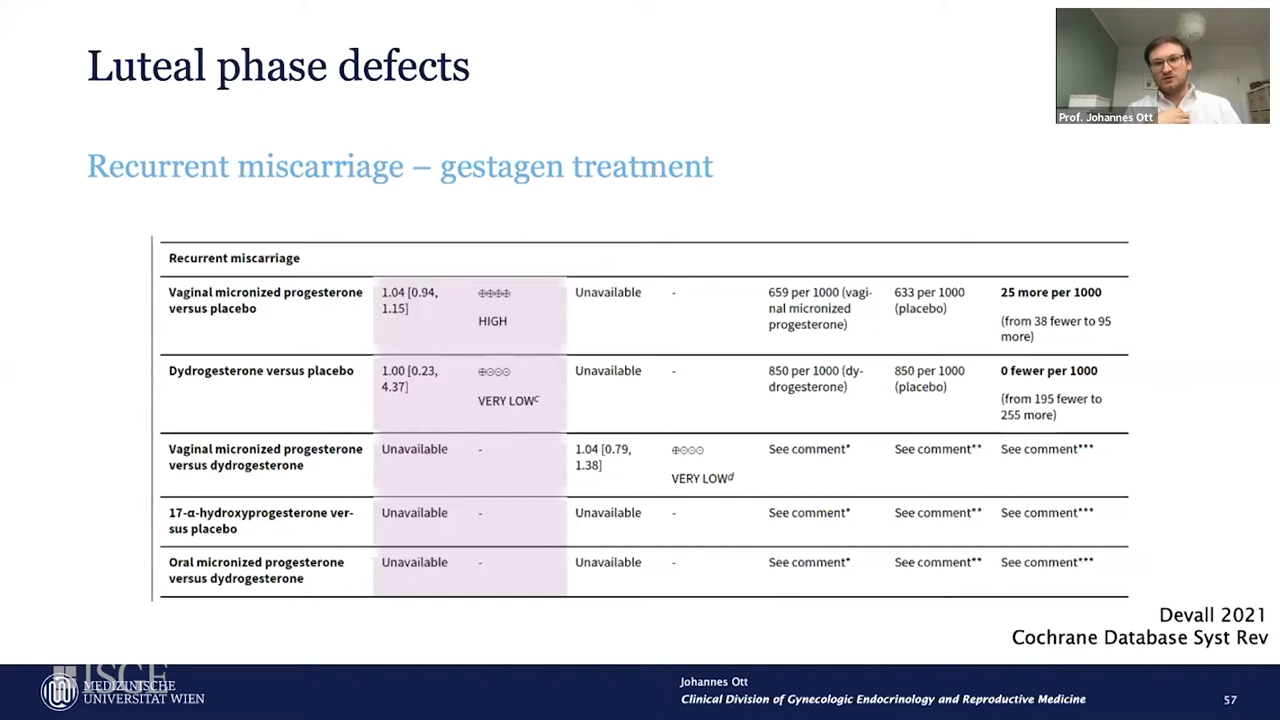 Luteal phase defects
Prof. Johannes Ott
Recurrent miscarriage – gestagen treatment
Recurrent miscarriage
Vaginal micronized progesterone versus placebo
1.04 [0.94, 1.15]
⊕⊕⊕⊕
HIGH
Unavailable
-
659 per 1000 (vagi-
nal micronized
progesterone)
633 per 1000
(placebo)
25 more per 1000
(from 38 fewer to 95
more)
Dydrogesterone versus placebo
1.00 [0.23, 4.37]
⊕⊝⊝⊝
VERY LOWc
Unavailable
-
850 per 1000 (dy-
drogesterone)
850 per 1000
(placebo)
0 fewer per 1000
(from 195 fewer to
255 more)
Vaginal micronized progesterone
versus dydrogesterone
Unavailable
-
1.04 [0.79,
1.38]
⊕⊝⊝⊝
VERY LOWd
See comment*
See comment**
See comment***
17-α-hydroxyprogesterone ver-
sus placebo
Unavailable
-
Unavailable
-
See comment*
See comment**
See comment***
Oral micronized progesterone
versus dydrogesterone
Unavailable
-
Unavailable
-
See comment*
See comment**
See comment***
Devall 2021
Cochrane Database Syst Rev
ISGE
MEDIZINISCHE
UNIVERSITÄT WIEN
Johannes Ott
Clinical Division of Gynecologic Endocrinology and Reproductive Medicine
57